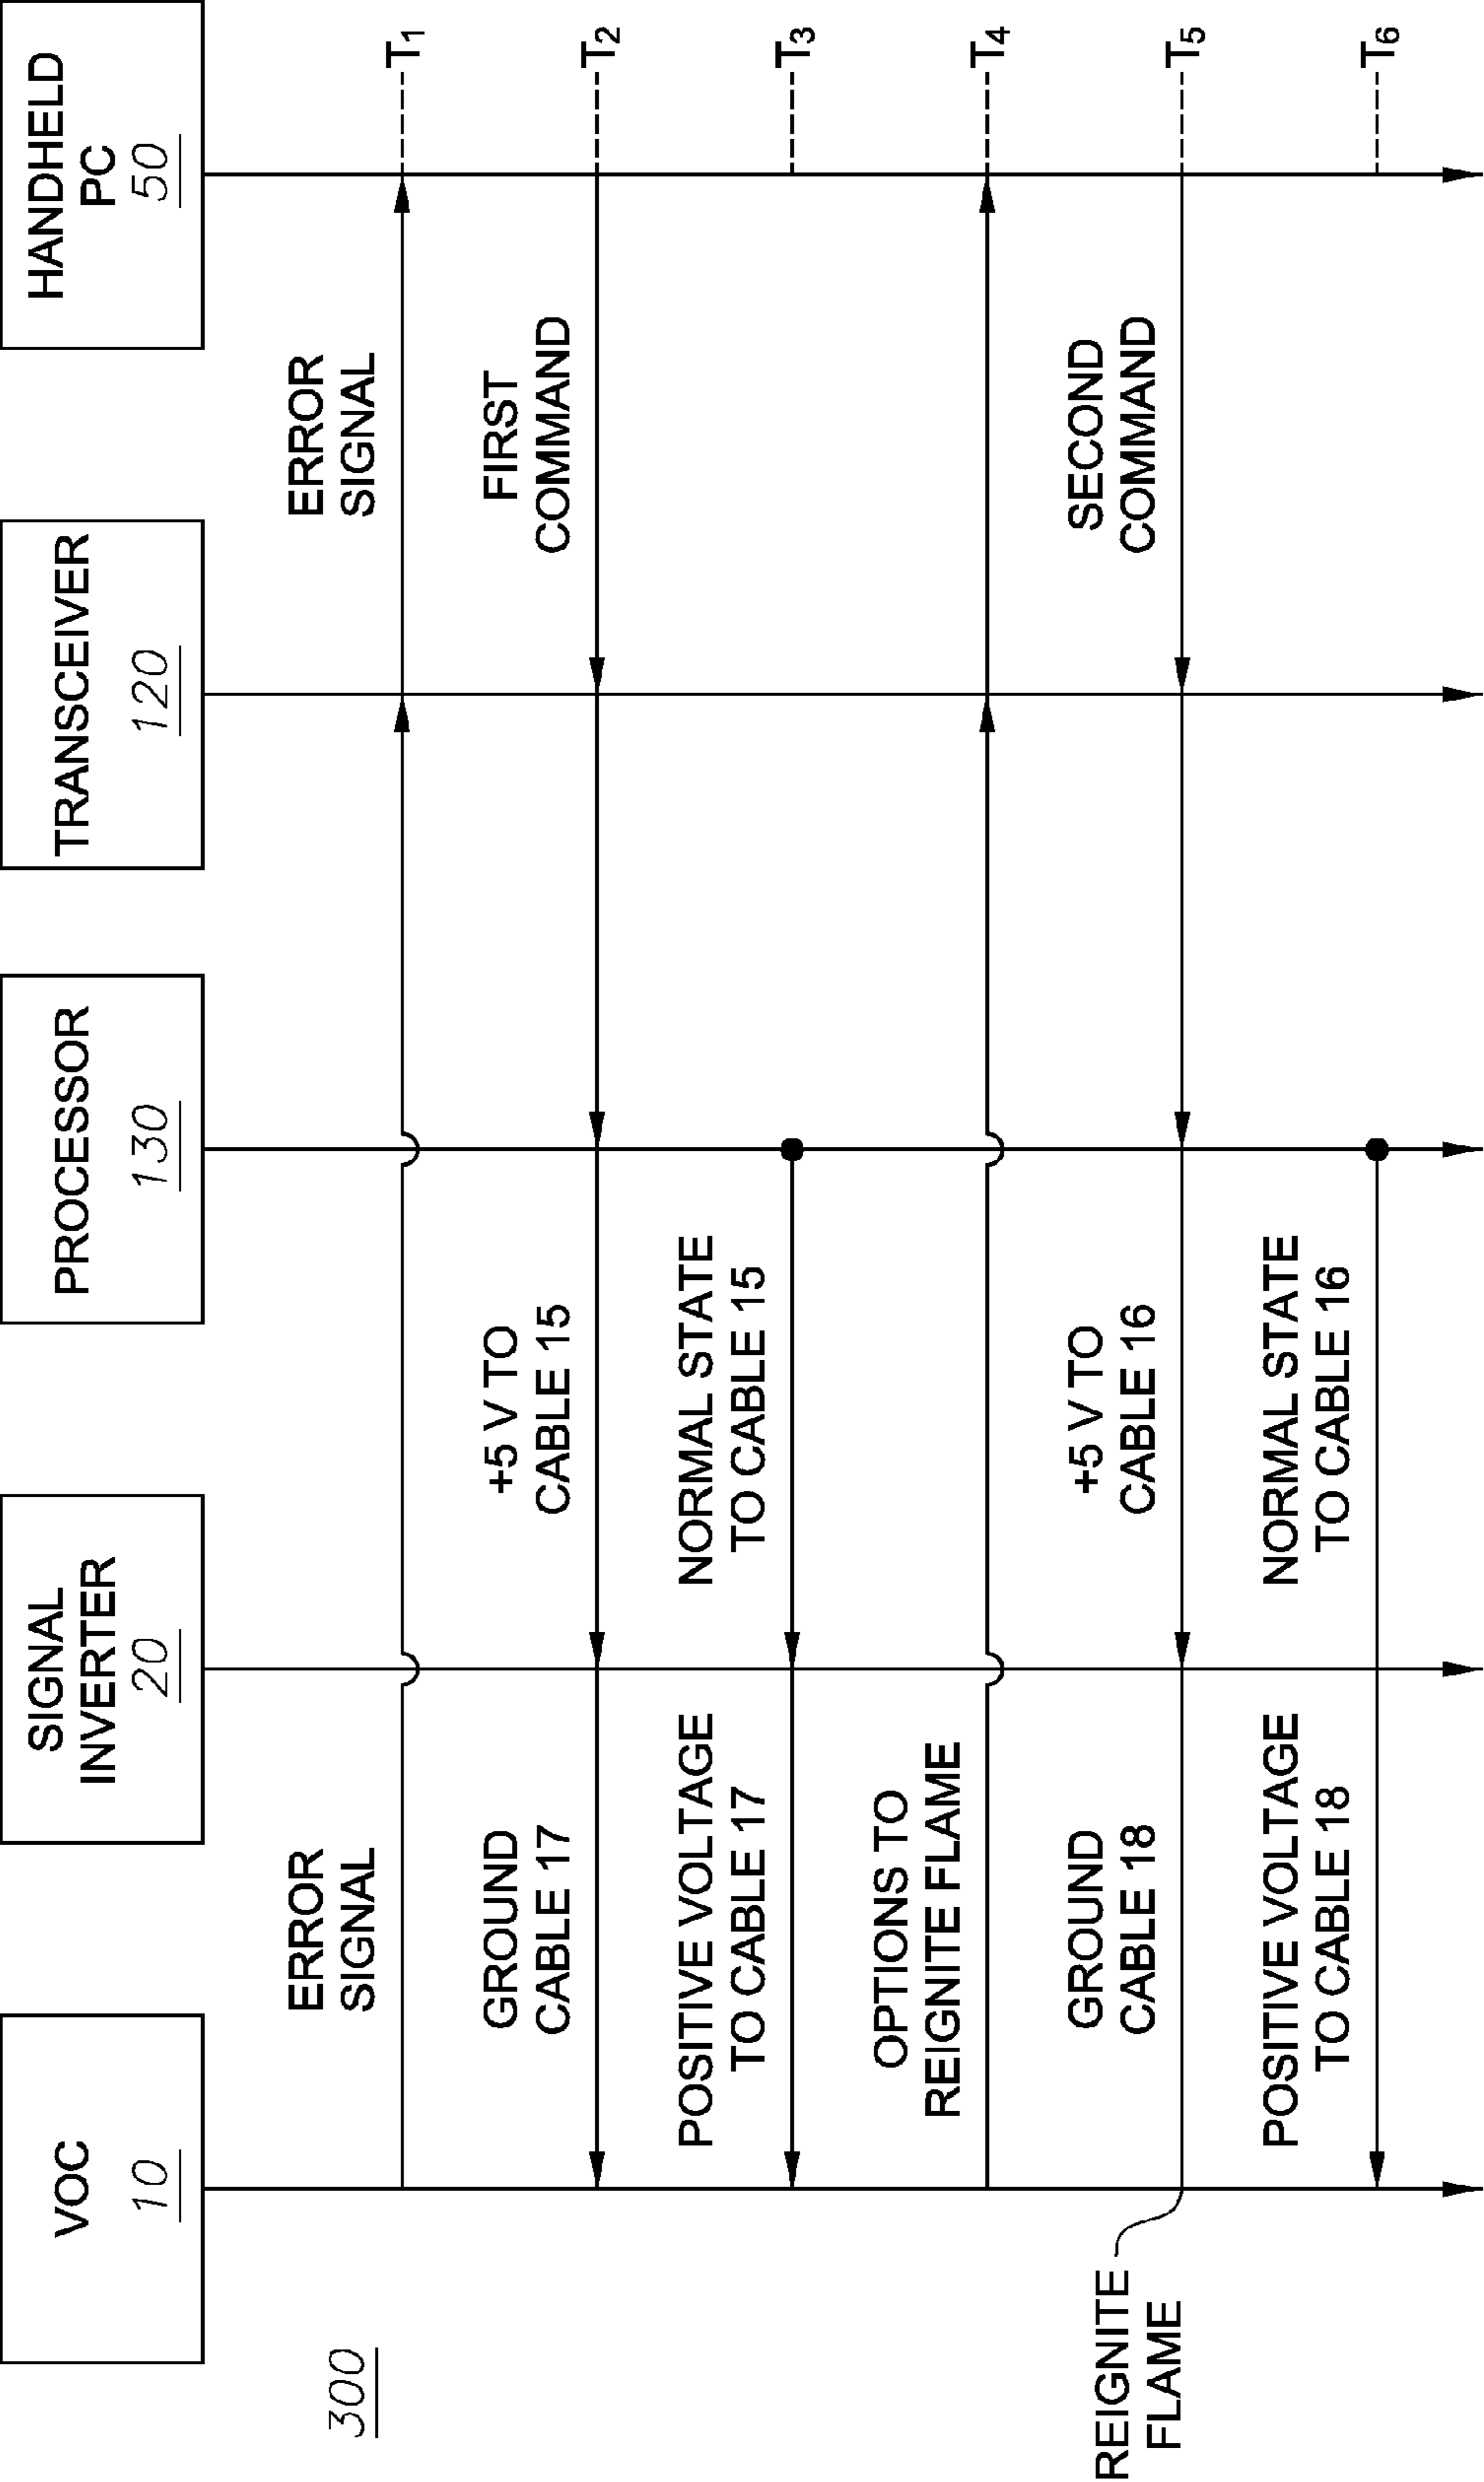 VOC
10
SIGNAL
INVERTER
20
PROCESSOR
130
TRANSCEIVER
120
HANDHELD
PC
50
300
ERROR
SIGNAL
ERROR
SIGNAL
T1
GROUND
CABLE 17
+5 V TO
CABLE 15
FIRST
COMMAND
T2
POSITIVE VOLTAGE
TO CABLE 17
NORMAL STATE
TO CABLE 15
T3
OPTIONS TO
REIGNITE FLAME
T4
REIGNITE
FLAME
GROUND
CABLE 18
+5 V TO
CABLE 16
SECOND
COMMAND
T5
POSITIVE VOLTAGE
TO CABLE 18
NORMAL STATE
TO CABLE 16
T6